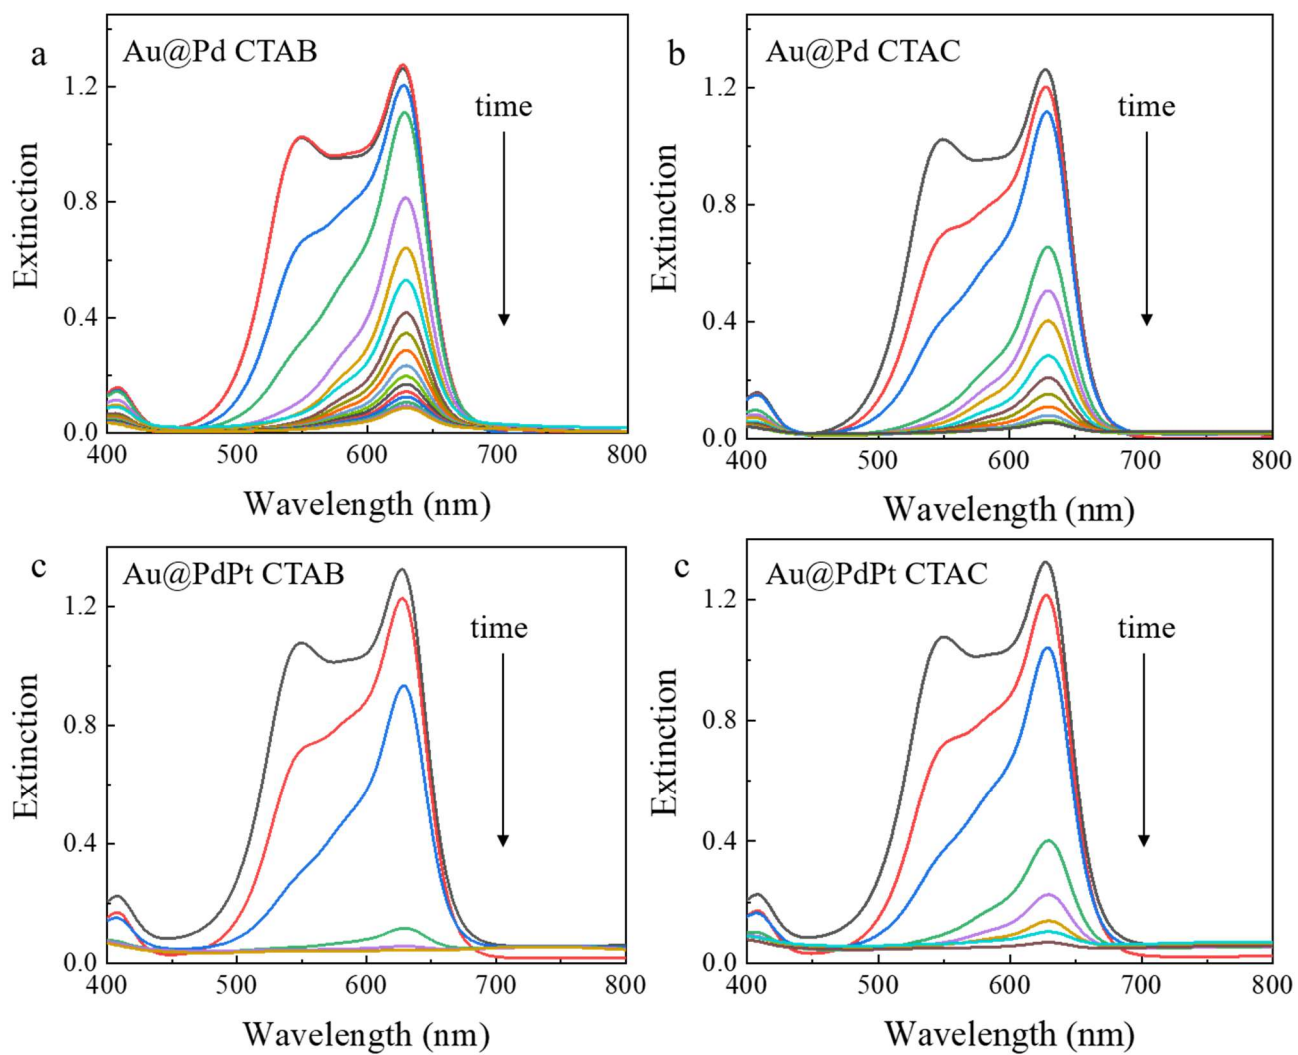 a
Au@Pd CTAB
time
Extinction
1.2
0.8
0.4
0.0
400
500
600
700
800
Wavelength (nm)
b
Au@Pd CTAC
time
Extinction
1.2
0.8
0.4
0.0
400
500
600
700
800
Wavelength (nm)
c
Au@PdPt CTAB
time
Extinction
1.2
0.8
0.4
0.0
400
500
600
700
800
Wavelength (nm)
c
Au@PdPt CTAC
time
Extinction
1.2
0.8
0.4
0.0
400
500
600
700
800
Wavelength (nm)